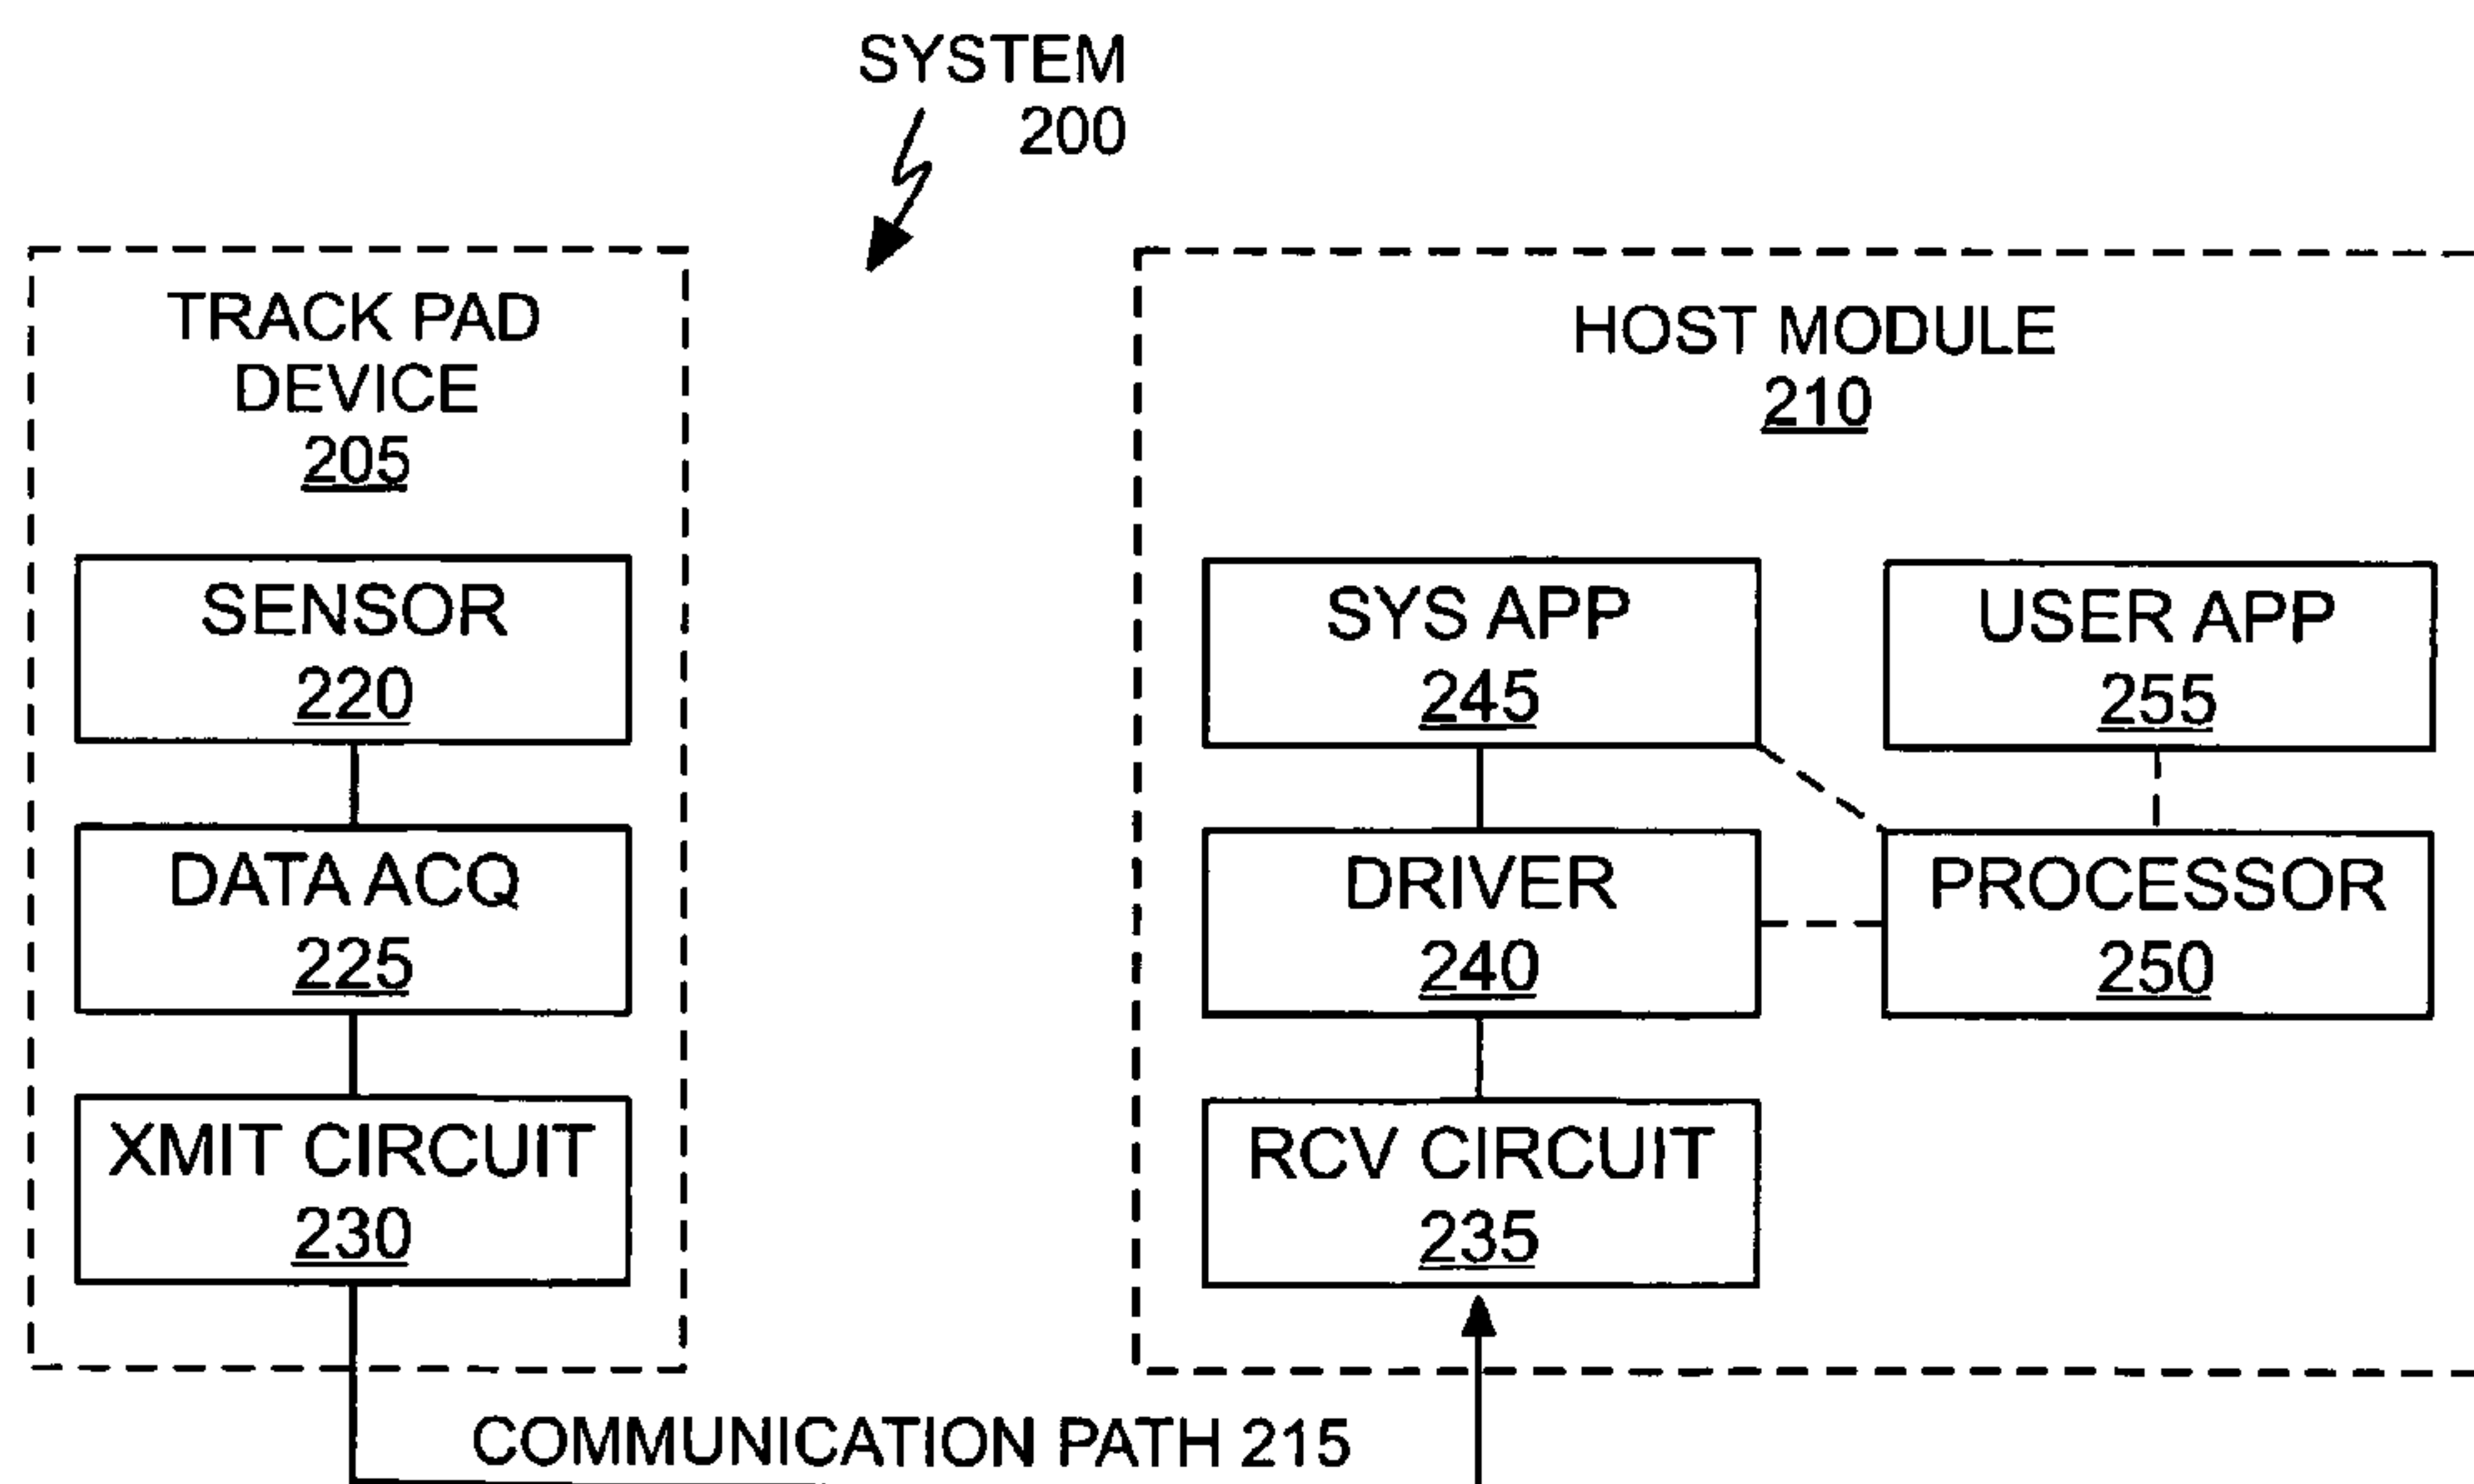 SYSTEM
200
TRACK PAD
DEVICE
205
SENSOR
220
DATA ACQ
225
XMIT CIRCUIT
230
HOST MODULE
210
SYS APP
245
USER APP
255
DRIVER
240
PROCESSOR
250
RCV CIRCUIT
235
COMMUNICATION PATH 215